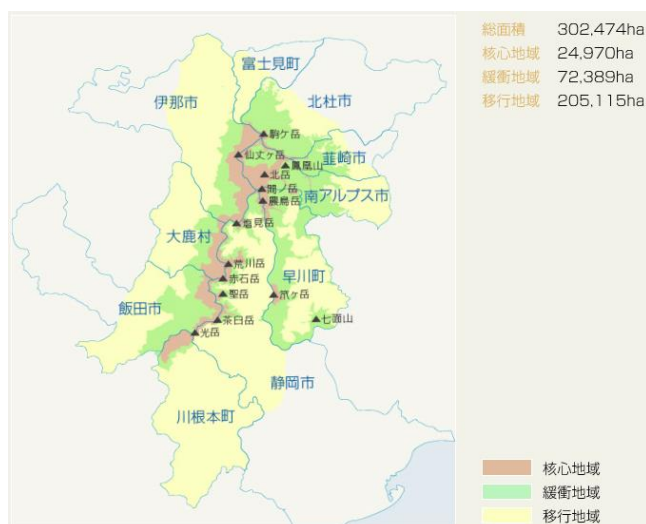 総面積 302,474ha
核心地域 24,970ha
緩衝地域 72,389ha
移行地域 205,115ha
富士見町
伊那市
北杜市
駒ケ岳
仙丈ヶ岳
鳳凰山
韮崎市
北岳
間ノ岳
農鳥岳
南アルプス市
塩見岳
大鹿村
荒川岳
早川町
赤石岳
聖岳
笊ヶ岳
飯田市
茶臼岳
七面山
光岳
静岡市
川根本町
核心地域
緩衝地域
移行地域